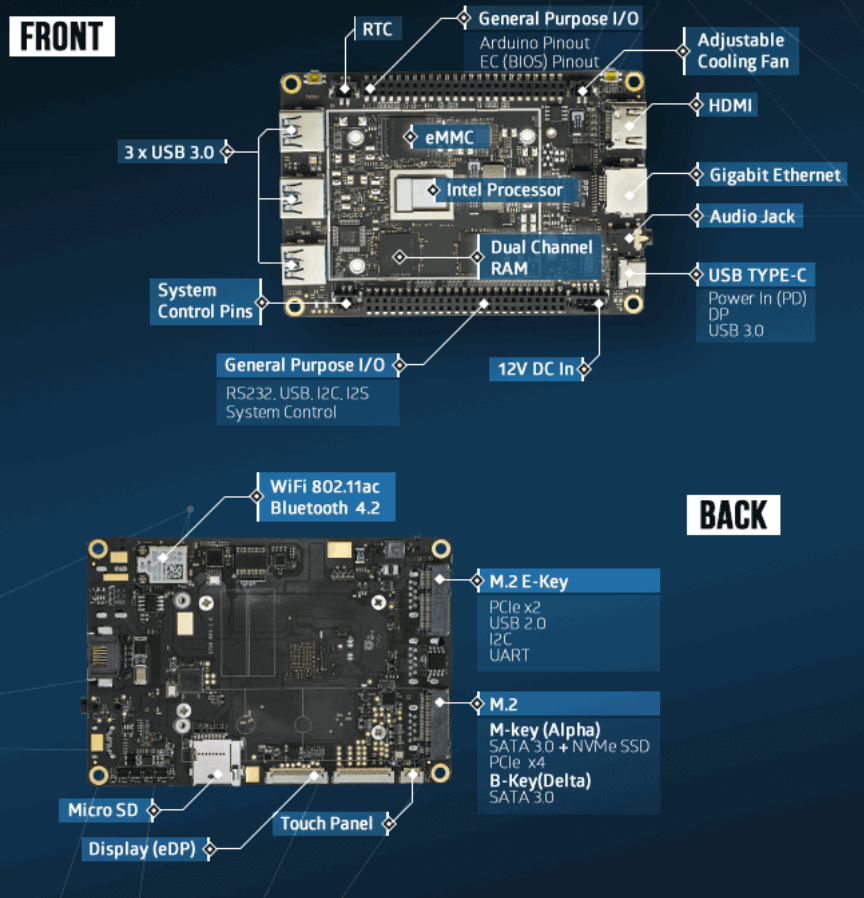 FRONT
RTC
General Purpose I/O
Arduino Pinout
EC (BIOS) Pinout
Adjustable
Cooling Fan
HDMI
3 x USB 3.0
eMMC
Intel Processor
Gigabit Ethernet
Audio Jack
Dual Channel
RAM
USB TYPE-C
Power In (PD)
DP
USB 3.0
System
Control Pins
General Purpose I/O
RS232, USB, I2C, I2S
System Control
12V DC In
WiFi 802.11ac
Bluetooth 4.2
BACK
M.2 E-Key
PCIe x2
USB 2.0
I2C
UART
M.2
M-key (Alpha)
SATA 3.0 + NVMe SSD
PCIe x4
B-Key(Delta)
SATA 3.0
Micro SD
Touch Panel
Display (eDP)